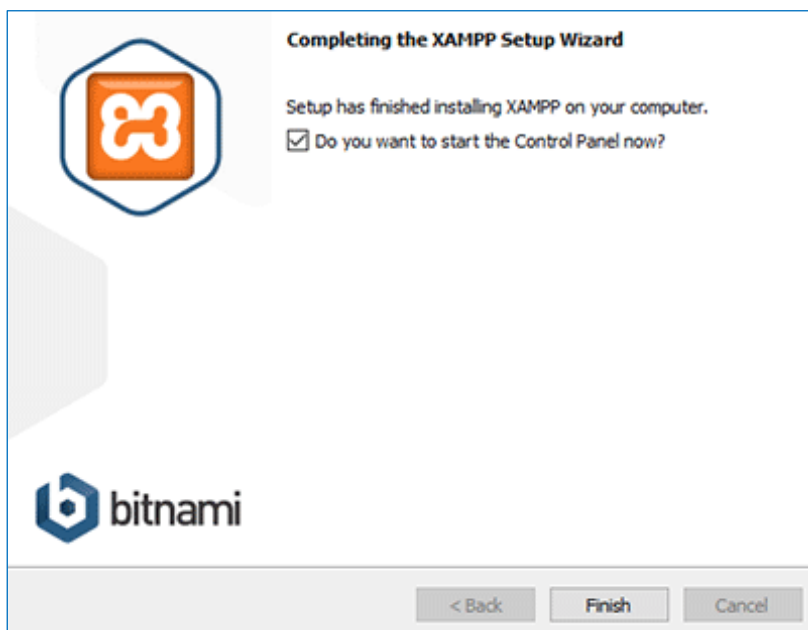 Completing the XAMPP Setup Wizard
Setup has finished installing XAMPP on your computer.
Do you want to start the Control Panel now?
bitnami
< Back Finish Cancel